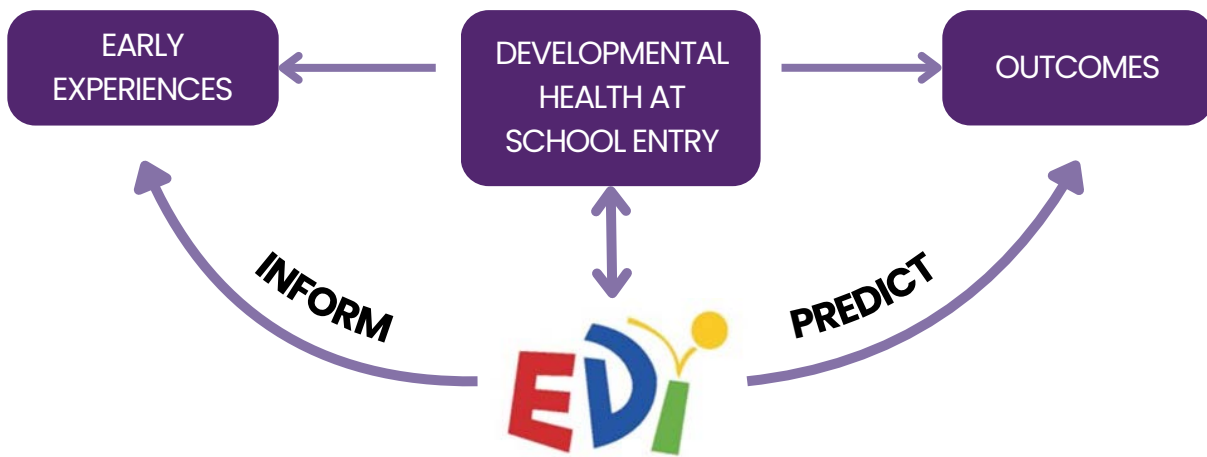 EARLY
EXPERIENCES
DEVELOPMENTAL
HEALTH AT
SCHOOL ENTRY
OUTCOMES
INFORM
PREDICT
EDI